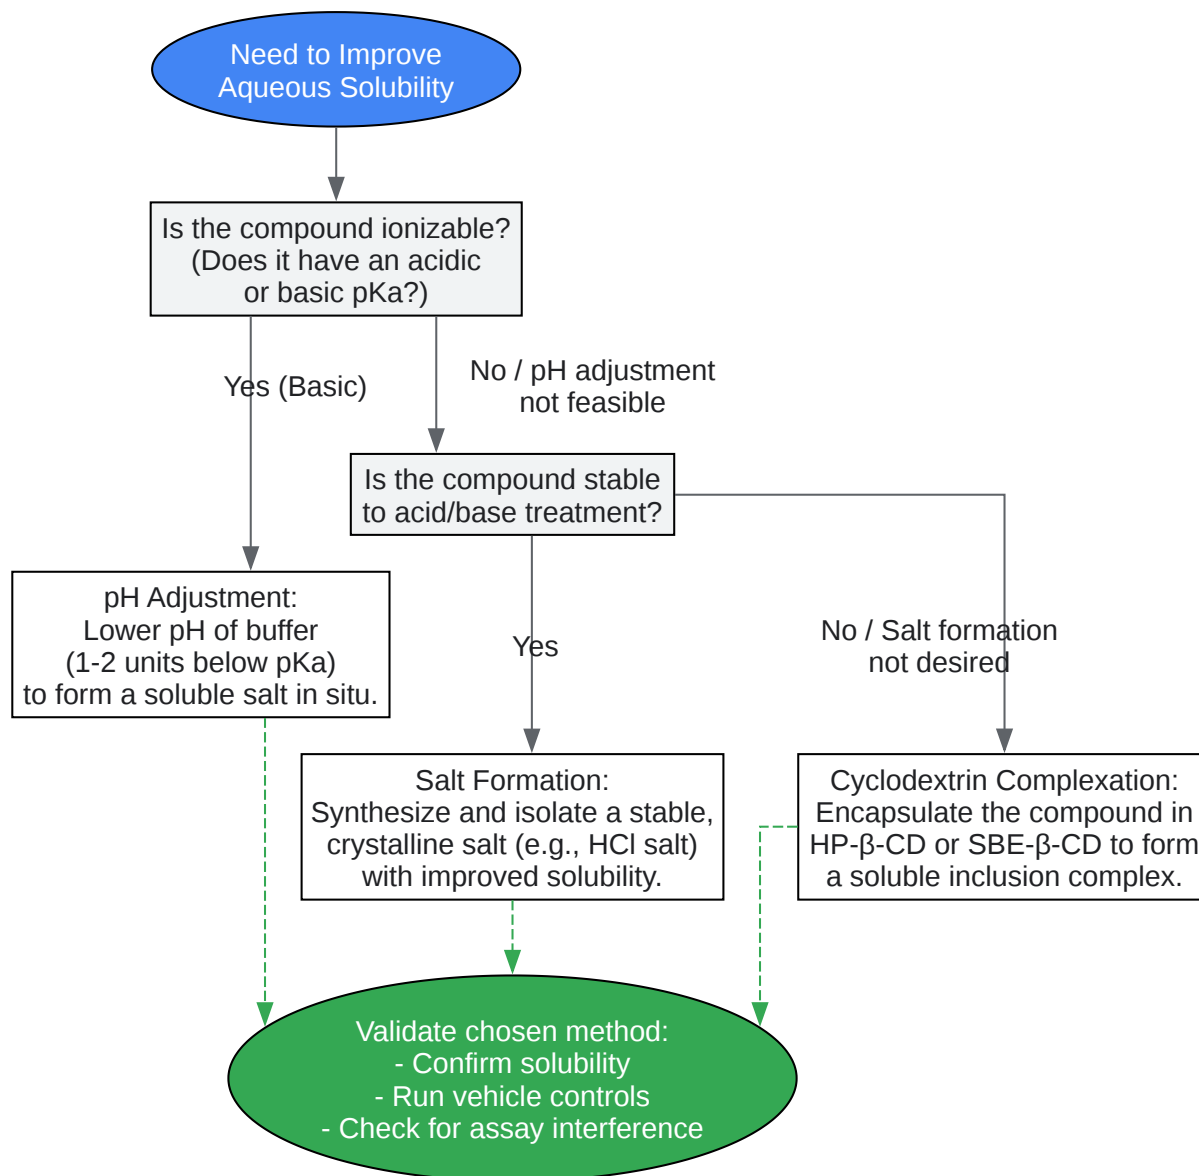 Need to Improve
Aqueous Solubility
Is the compound ionizable?
(Does it have an acidic
or basic pKa?)
Yes (Basic)
No / pH adjustment
not feasible
Is the compound stable
to acid/base treatment?
pH Adjustment:
Lower pH of buffer
(1-2 units below pKa)
to form a soluble salt in situ.
Yes
No / Salt formation
not desired
Salt Formation:
Synthesize and isolate a stable,
crystalline salt (e.g., HCl salt)
with improved solubility.
Cyclodextrin Complexation:
Encapsulate the compound in
HP-β-CD or SBE-β-CD to form
a soluble inclusion complex.
Validate chosen method:
- Confirm solubility
- Run vehicle controls
- Check for assay interference